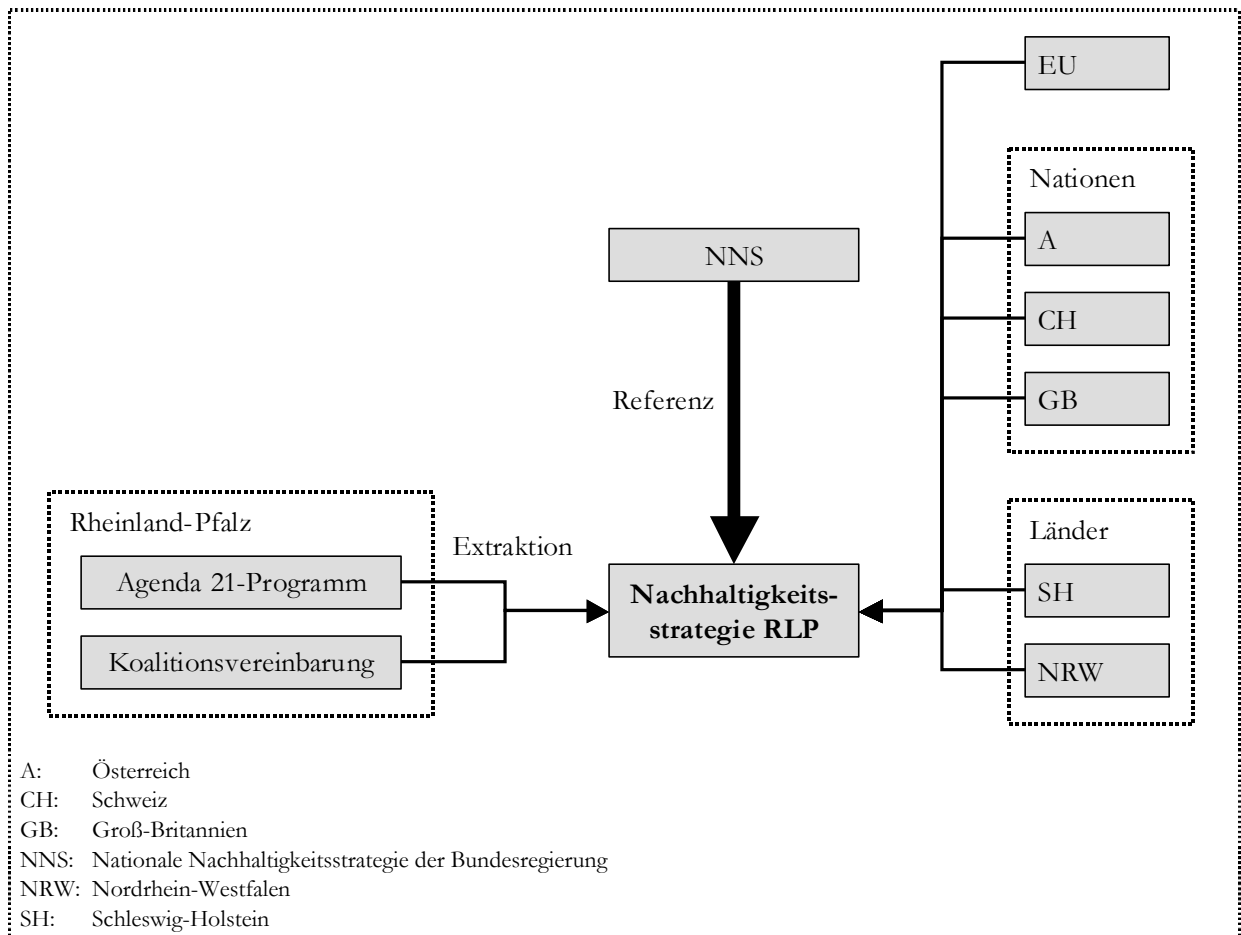 EU
Nationen
A
CH
GB
NNS
Referenz
Rheinland-Pfalz
Agenda 21-Programm
Koalitionsvereinbarung
Extraktion
Nachhaltigkeits-
strategie RLP
Länder
SH
NRW
A: Österreich
CH: Schweiz
GB: Groß-Britannien
NNS: Nationale Nachhaltigkeitsstrategie der Bundesregierung
NRW: Nordrhein-Westfalen
SH: Schleswig-Holstein